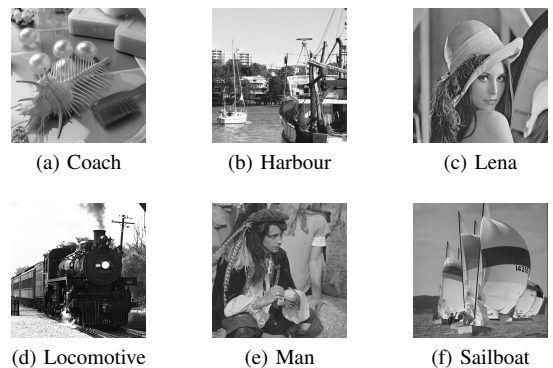 (a) Coach
(b) Harbour
(c) Lena
(d) Locomotive
(e) Man
(f) Sailboat